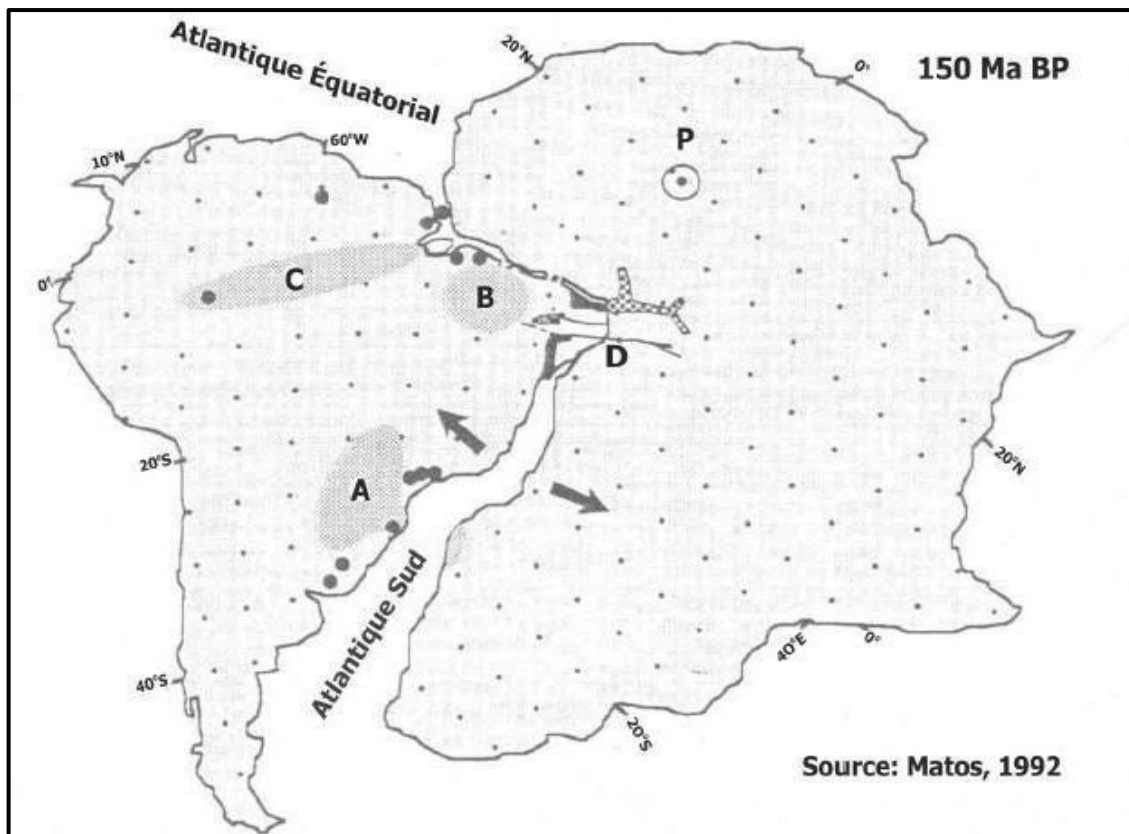 Atlantique Équatorial
150 Ma BP
20°N
0°
P
10°N
60°W
C
B
0°
D
20°S
A
20°N
Atlantique Sud
40°S
40°E
0°
20°S
Source: Matos, 1992